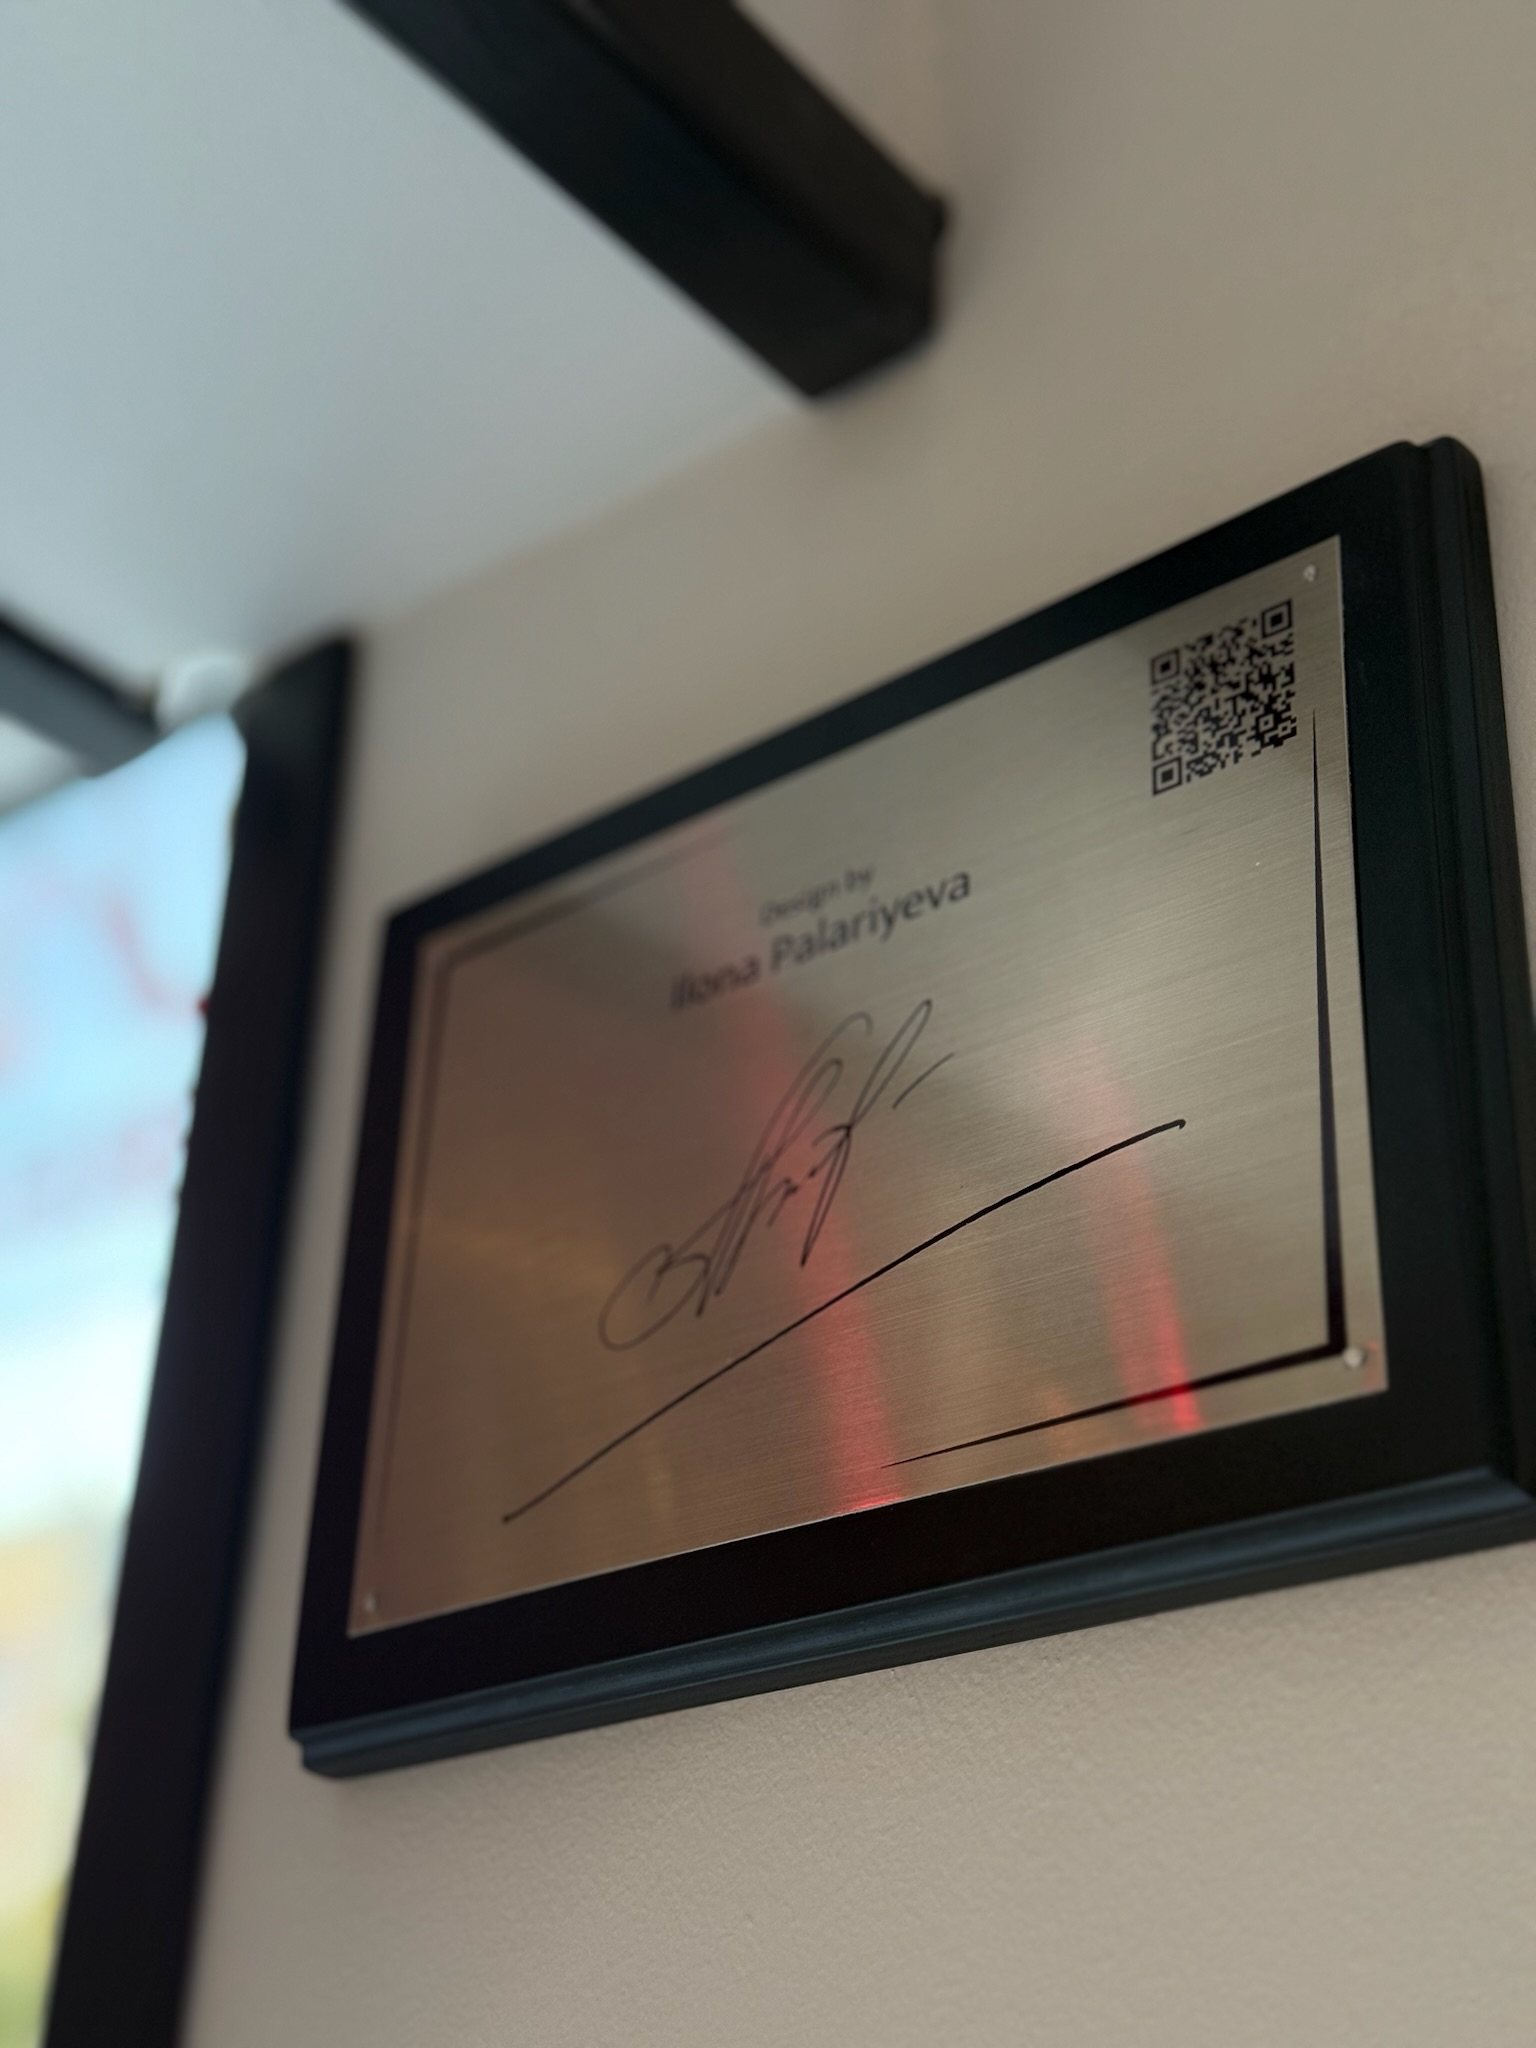 Design by
Ilona Palariyeva